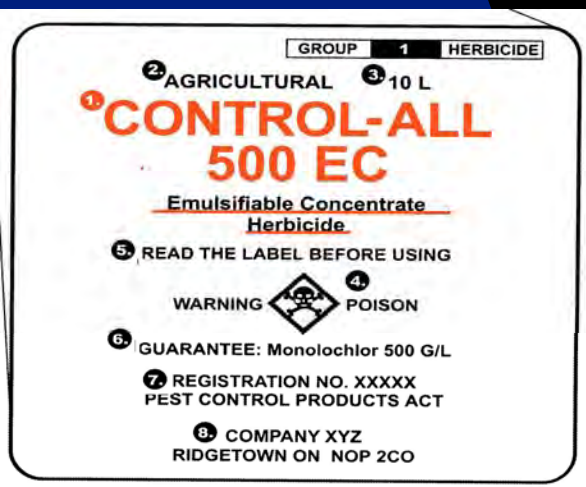 GROUP 1 HERBICIDE
2. AGRICULTURAL 3. 10 L
1. CONTROL-ALL
500 EC
Emulsifiable Concentrate
Herbicide
5. READ THE LABEL BEFORE USING
4.
WARNING POISON
6. GUARANTEE: Monolochlor 500 G/L
7. REGISTRATION NO. XXXXX
PEST CONTROL PRODUCTS ACT
8. COMPANY XYZ
RIDGETOWN ON NOP 2CO